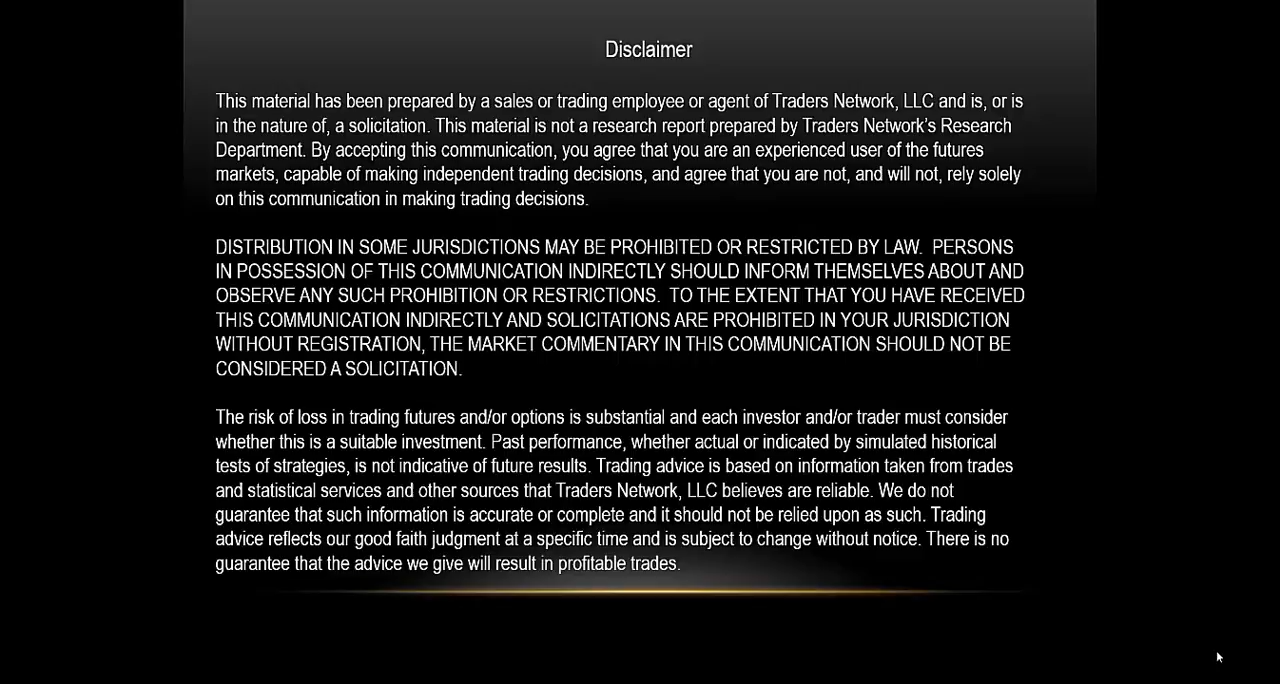 Disclaimer
This material has been prepared by a sales or trading employee or agent of Traders Network, LLC and is, or is
in the nature of, a solicitation. This material is not a research report prepared by Traders Network’s Research
Department. By accepting this communication, you agree that you are an experienced user of the futures
markets, capable of making independent trading decisions, and agree that you are not, and will not, rely solely
on this communication in making trading decisions.
DISTRIBUTION IN SOME JURISDICTIONS MAY BE PROHIBITED OR RESTRICTED BY LAW.  PERSONS
IN POSSESSION OF THIS COMMUNICATION INDIRECTLY SHOULD INFORM THEMSELVES ABOUT AND
OBSERVE ANY SUCH PROHIBITION OR RESTRICTIONS.  TO THE EXTENT THAT YOU HAVE RECEIVED
THIS COMMUNICATION INDIRECTLY AND SOLICITATIONS ARE PROHIBITED IN YOUR JURISDICTION
WITHOUT REGISTRATION, THE MARKET COMMENTARY IN THIS COMMUNICATION SHOULD NOT BE
CONSIDERED A SOLICITATION.
The risk of loss in trading futures and/or options is substantial and each investor and/or trader must consider
whether this is a suitable investment. Past performance, whether actual or indicated by simulated historical
tests of strategies, is not indicative of future results. Trading advice is based on information taken from trades
and statistical services and other sources that Traders Network, LLC believes are reliable. We do not
guarantee that such information is accurate or complete and it should not be relied upon as such. Trading
advice reflects our good faith judgment at a specific time and is subject to change without notice. There is no
guarantee that the advice we give will result in profitable trades.